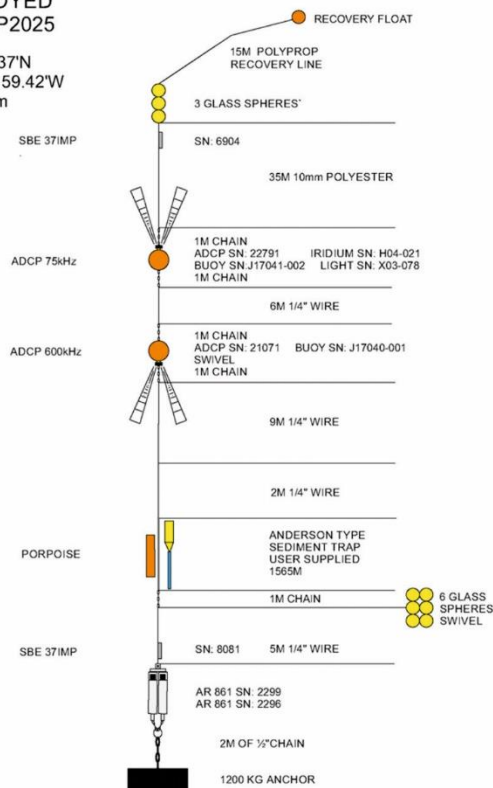 P2025
37'N
59.42'W
RECOVERY FLOAT
15M POLYPROP
RECOVERY LINE
3 GLASS SPHERES'
SBE 37IMP
SN: 6904
35M 10mm POLYESTER
ADCP 75kHz
1M CHAIN
ADCP SN: 22791 IRIDIUM SN: H04-021
BUOY SN:J17041-002 LIGHT SN: X03-078
1M CHAIN
6M 1/4" WIRE
ADCP 600kHz
1M CHAIN
ADCP SN: 21071 BUOY SN: J17040-001
SWIVEL
1M CHAIN
9M 1/4" WIRE
2M 1/4" WIRE
PORPOISE
ANDERSON TYPE
SEDIMENT TRAP
USER SUPPLIED
1565M
1M CHAIN
6 GLASS
SPHERES
SWIVEL
SBE 37IMP
SN: 8081 5M 1/4" WIRE
AR 861 SN: 2299
AR 861 SN: 2296
2M OF ½"CHAIN
1200 KG ANCHOR